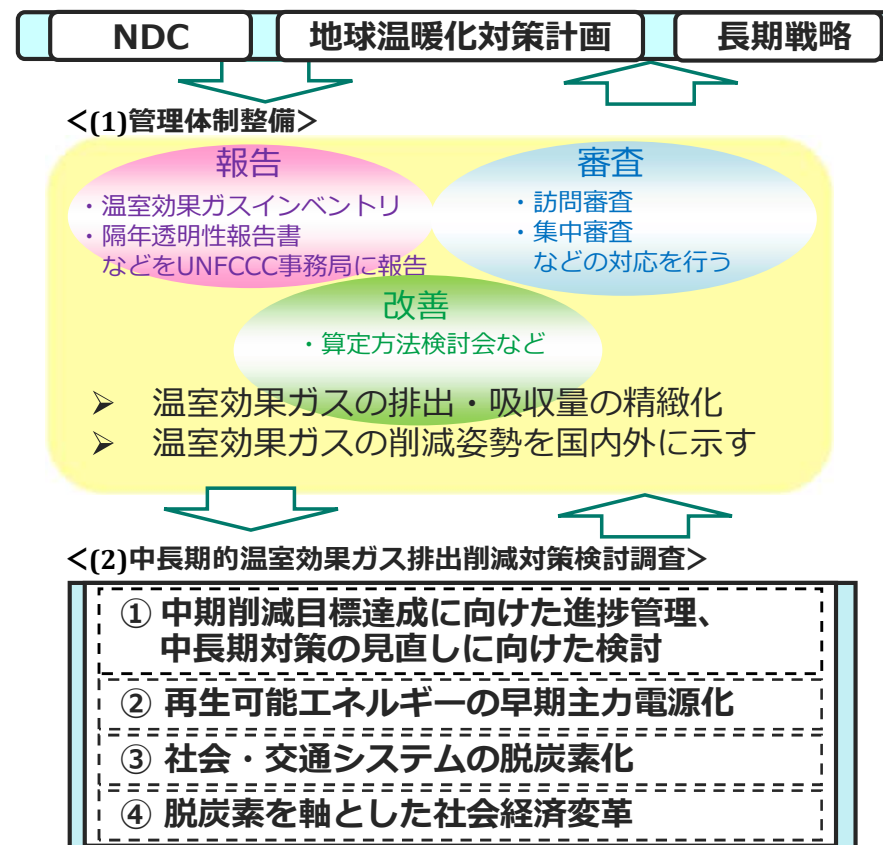 NDC 地球温暖化対策計画 長期戦略
<(1)管理体制整備>
報告
・温室効果ガスインベントリ
・隔年透明性報告書
などをUNFCCC事務局に報告
審査
・訪問審査
・集中審査
などの対応を行う
改善
・算定方法検討会など
➢ 温室効果ガスの排出・吸収量の精緻化
➢ 温室効果ガスの削減姿勢を国内外に示す
<(2)中長期的温室効果ガス排出削減対策検討調査>
① 中期削減目標達成に向けた進捗管理、
中長期対策の見直しに向けた検討
② 再生可能エネルギーの早期主力電源化
③ 社会・交通システムの脱炭素化
④ 脱炭素を軸とした社会経済変革